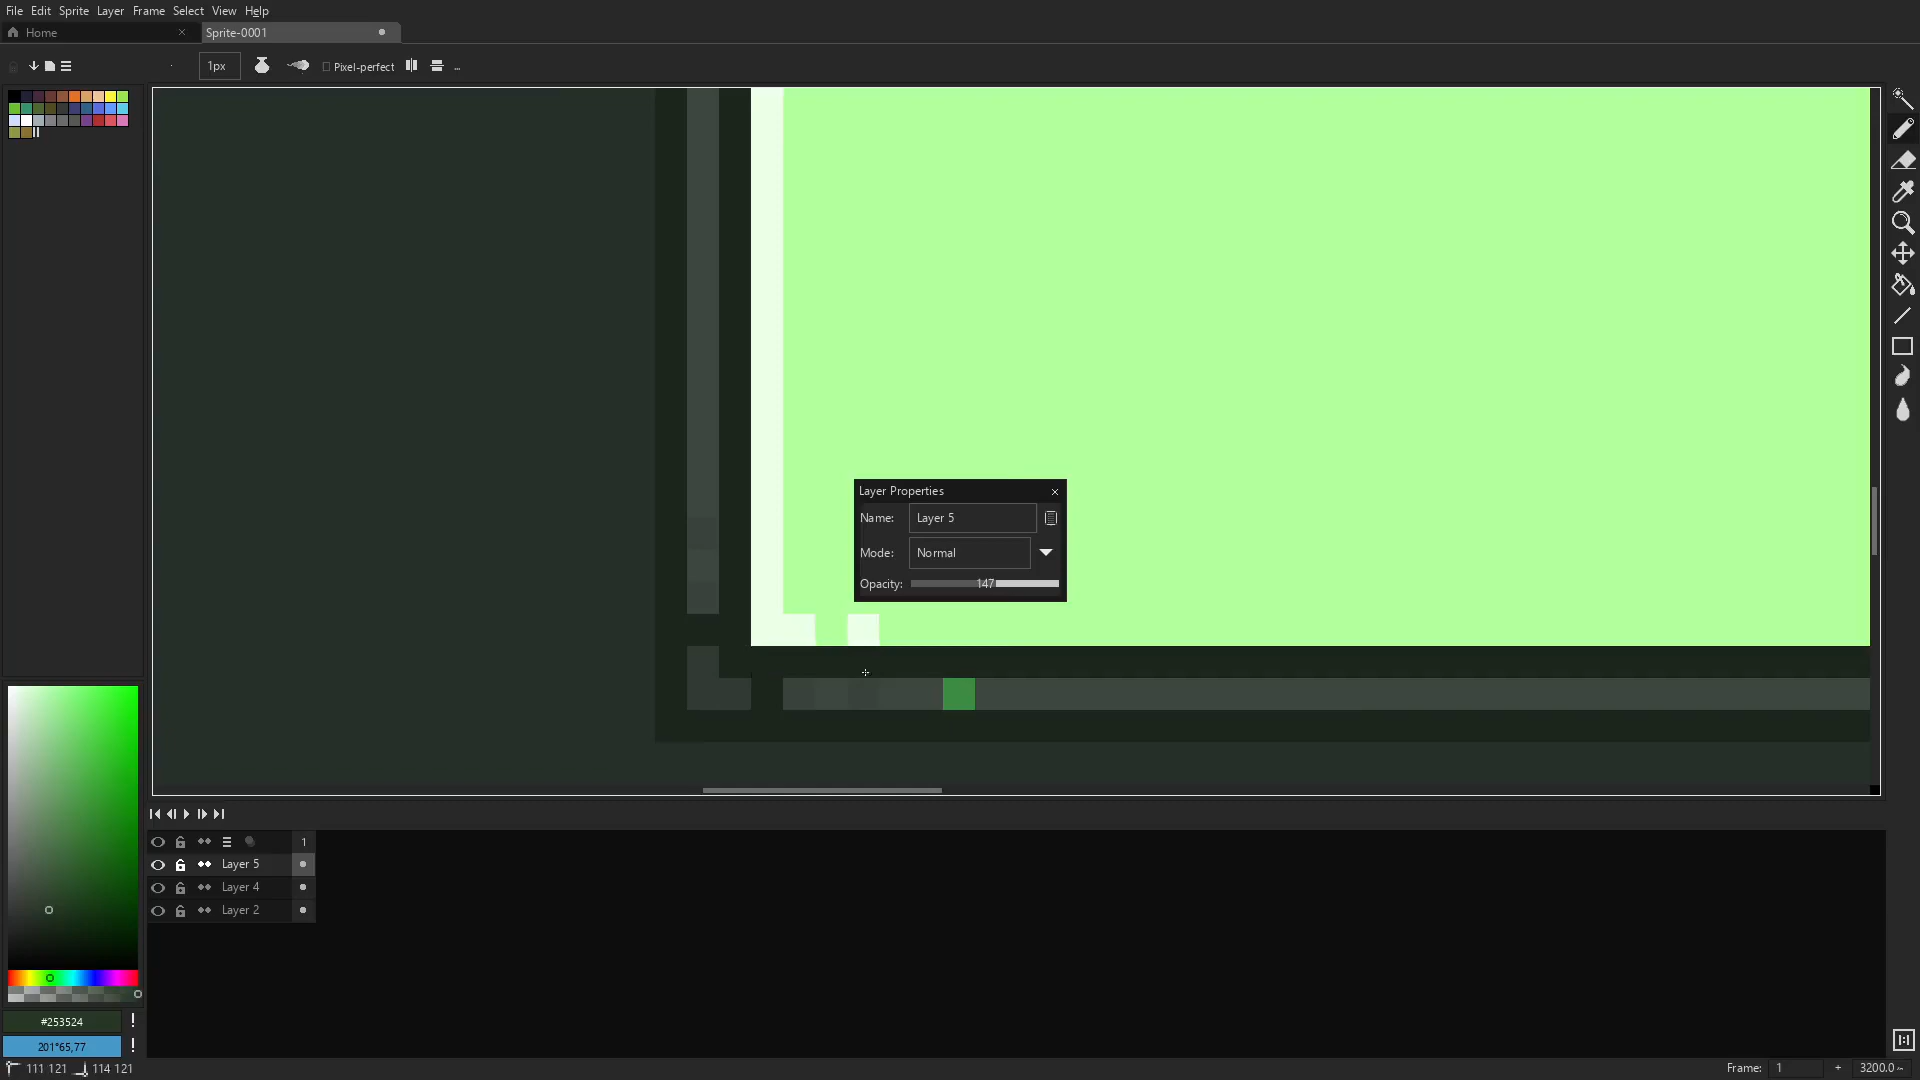 File Edit Sprite Layer Frame Select View Help
Home
Sprite-0001
1px
Pixel-perfect
...
Layer Properties
Name: Layer 5
Mode: Normal
Opacity: 147
1
Layer 5
Layer 4
Layer 2
#253524 !
201°65,77 !
111 121 114 121
Frame: 1 + 3200.0